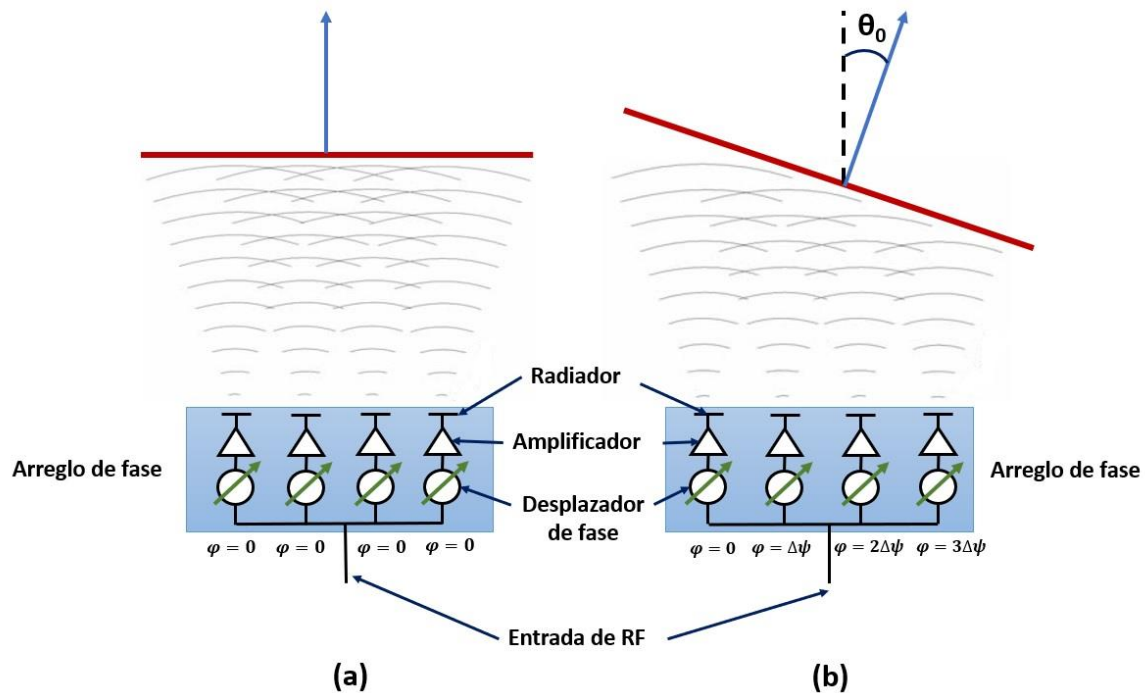 θ₀
Radiador
Amplificador
Arreglo de fase
Arreglo de fase
Desplazador
de fase
φ = 0 φ = 0 φ = 0 φ = 0
φ = 0 φ = Δψ φ = 2Δψ φ = 3Δψ
Entrada de RF
(a)
(b)